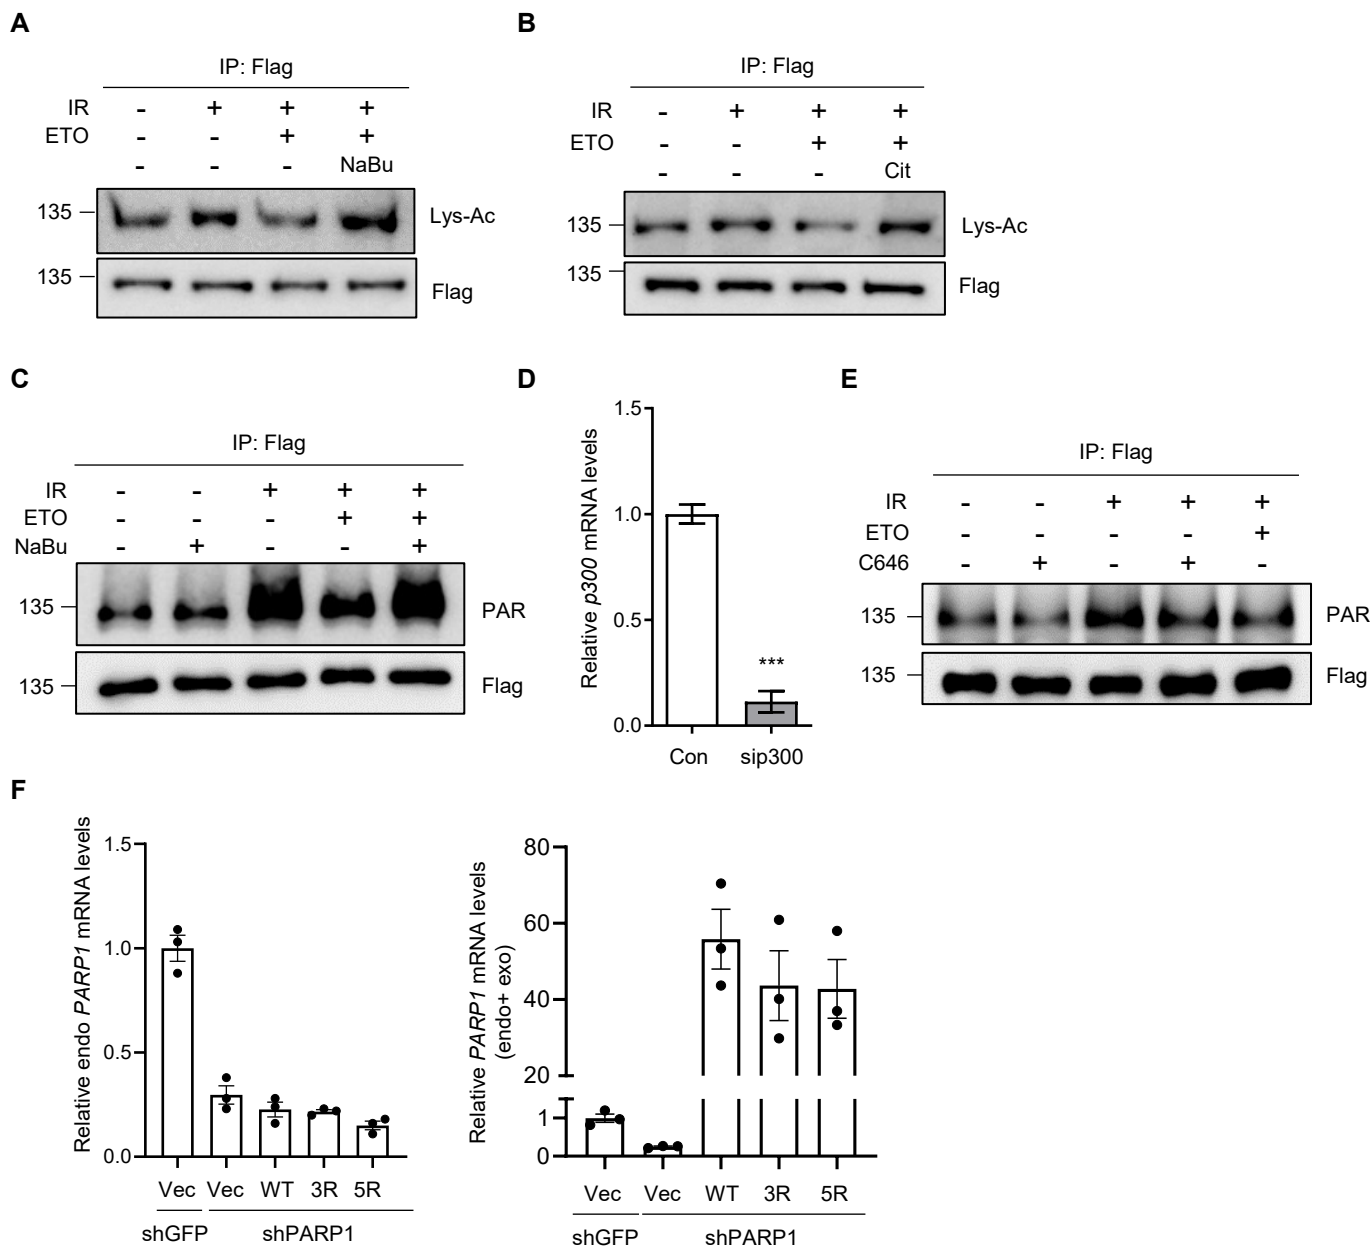 A
IP: Flag
IR - + + +
ETO - - + +
- - - NaBu
135
Lys-Ac
135
Flag
B
IP: Flag
IR - + + +
ETO - - + +
- - - Cit
135
Lys-Ac
135
Flag
C
IP: Flag
IR - - + + +
ETO - - - + +
NaBu - + - - +
135
PAR
135
Flag
D
Relative p300 mRNA levels
1.5
1.0
0.5
0.0
***
Con sip300
E
IP: Flag
IR - - + + +
ETO - - - - +
C646 - + - + -
135
PAR
135
Flag
F
Relative endo PARP1 mRNA levels
1.5
1.0
0.5
0.0
Vec Vec WT 3R 5R
shGFP shPARP1
Relative PARP1 mRNA levels
(endo+ exo)
80
60
40
20
1
0
Vec Vec WT 3R 5R
shGFP shPARP1